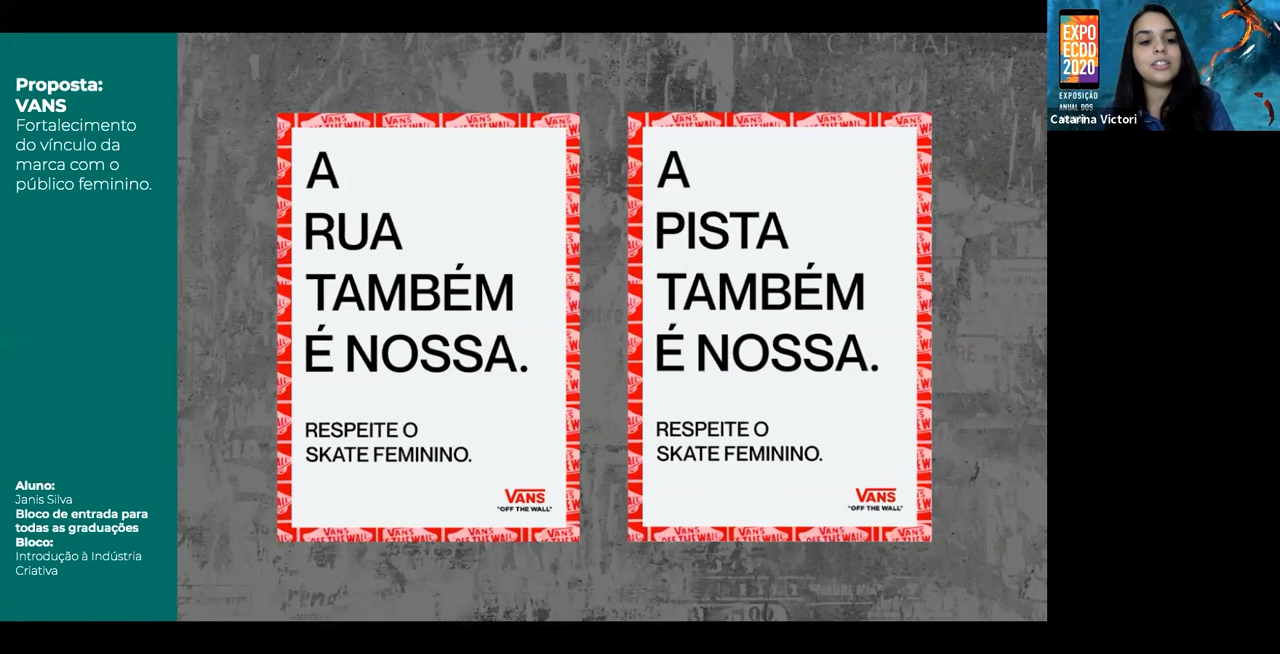 Proposta:
VANS
Fortalecimento
do vínculo da
marca com o
público feminino.
A
RUA
TAMBÉM
É NOSSA.
RESPEITE O
SKATE FEMININO.
VANS
"OFF THE WALL"
A
PISTA
TAMBÉM
É NOSSA.
RESPEITE O
SKATE FEMININO.
VANS
"OFF THE WALL"
Aluno:
Janis Silva
Bloco de entrada para
todas as graduações
Bloco:
Introdução à Indústria
Criativa
EXPO
ECDD
2020
EXPOSIÇÃO
ANUAL DOS
Catarina Victori